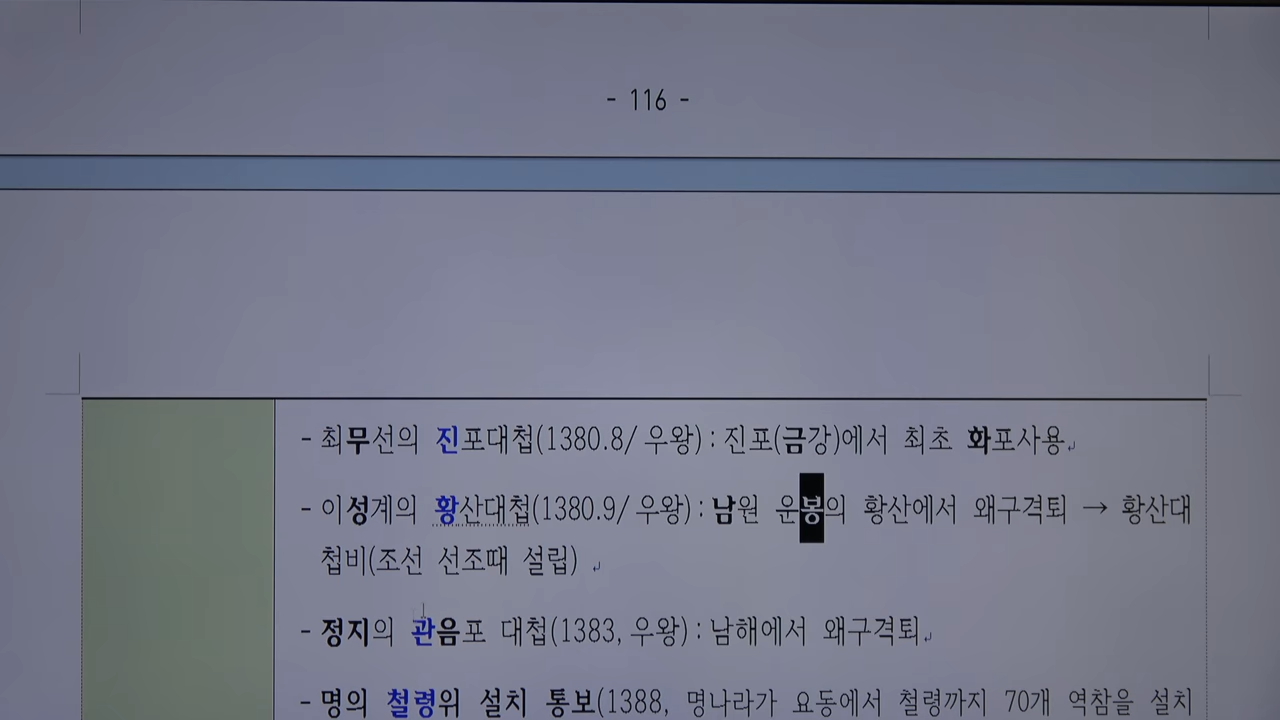 - 116 -
- 최무선의 진포대첩(1380.8/ 우왕) : 진포(금강)에서 최초 화포사용
- 이성계의 황산대첩(1380.9/ 우왕) : 남원 운봉의 황산에서 왜구격퇴 → 황산대
첩비(조선 선조때 설립)
- 정지의 관음포 대첩(1383, 우왕) : 남해에서 왜구격퇴
- 명의 철령위 설치 통보(1388, 명나라가 요동에서 철령까지 70개 역참을 설치